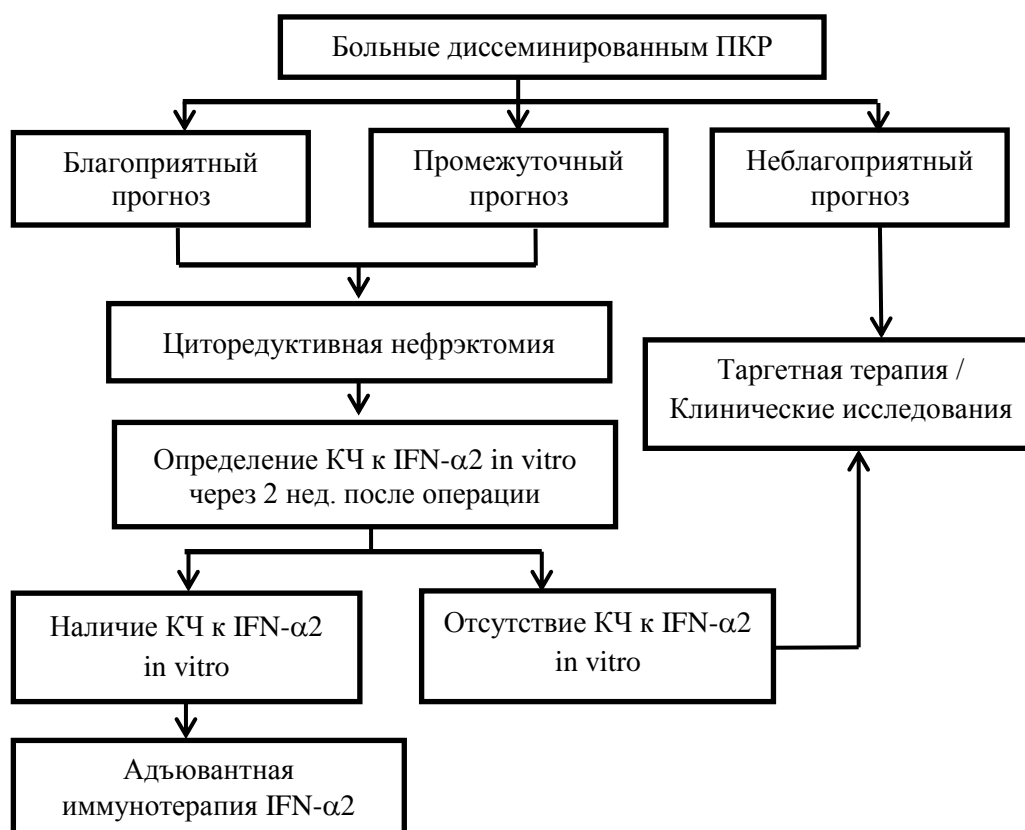 Больные диссеминированным ПКР
Благоприятный
прогноз
Промежуточный
прогноз
Неблагоприятный
прогноз
Циторедуктивная нефрэктомия
Таргетная терапия /
Клинические исследования
Определение КЧ к IFN-α2 in vitro
через 2 нед. после операции
Наличие КЧ к IFN-α2
in vitro
Отсутствие КЧ к IFN-α2
in vitro
Адъювантная
иммунотерапия IFN-α2